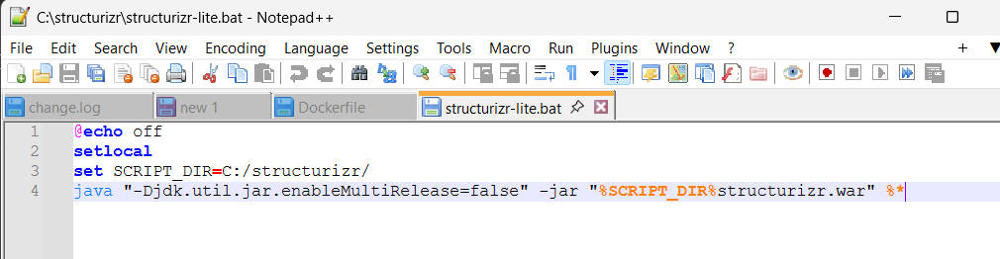 C:\structurizr\structurizr-lite.bat - Notepad++
File Edit Search View Encoding Language Settings Tools Macro Run Plugins Window ? + ▼
change.log new 1 Dockerfile structurizr-lite.bat
1 @echo off
2 setlocal
3 set SCRIPT_DIR=C:/structurizr/
4 java "-Djdk.util.jar.enableMultiRelease=false" -jar "%SCRIPT_DIR%structurizr.war" %*